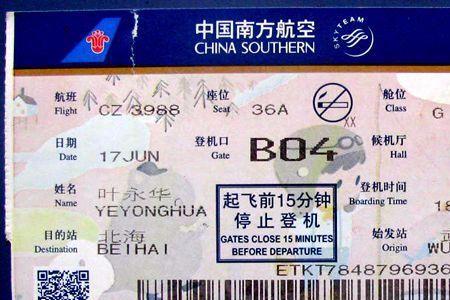 中国南方航空
CHINA SOUTHERN
SKYTEAM
航班 座位 舱位
Flight CZ 3988 Seat 36A Class G
日期 登机口 候机厅
Date 17JUN Gate B04 Hall
XX
姓名 叶永华 登机时间
Name YEYONGHUA Boarding Time 18
起飞前15分钟
停止登机
GATES CLOSE 15 MINUTES
BEFORE DEPARTURE
目的站 北海 始发站
Destination BEIHAI Origin WU
ETKT7848796936